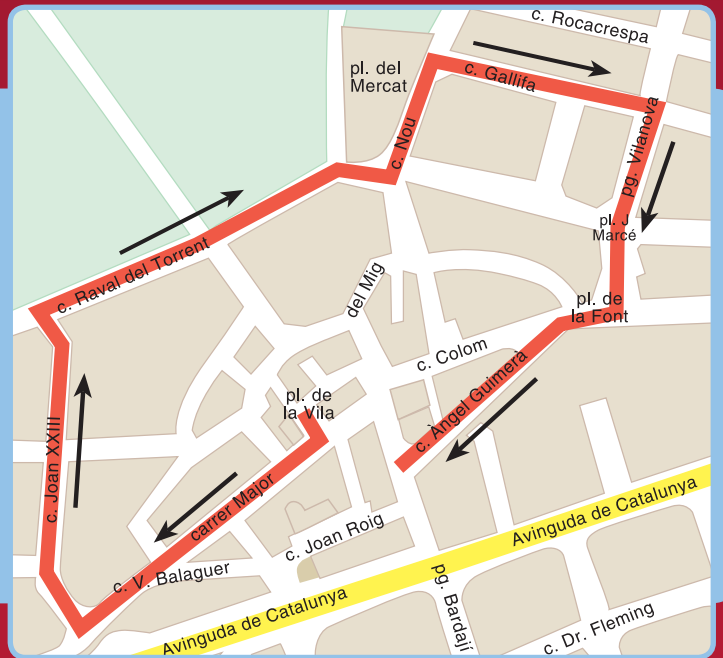 c. Rocacrespa
pl. del
Mercat
c. Gallifa
c. Nou
pg. Vilanova
pl. J
Marcé
c. Raval del Torrent
del Mig
pl. de
la Font
c. Colom
c. Àngel Guimerà
pl. de
la Vila
c. Joan XXIII
carrer Major
c. Joan Roig
Avinguda de Catalunya
c. V. Balaguer
pg. Bardají
Avinguda de Catalunya
c. Dr. Fleming